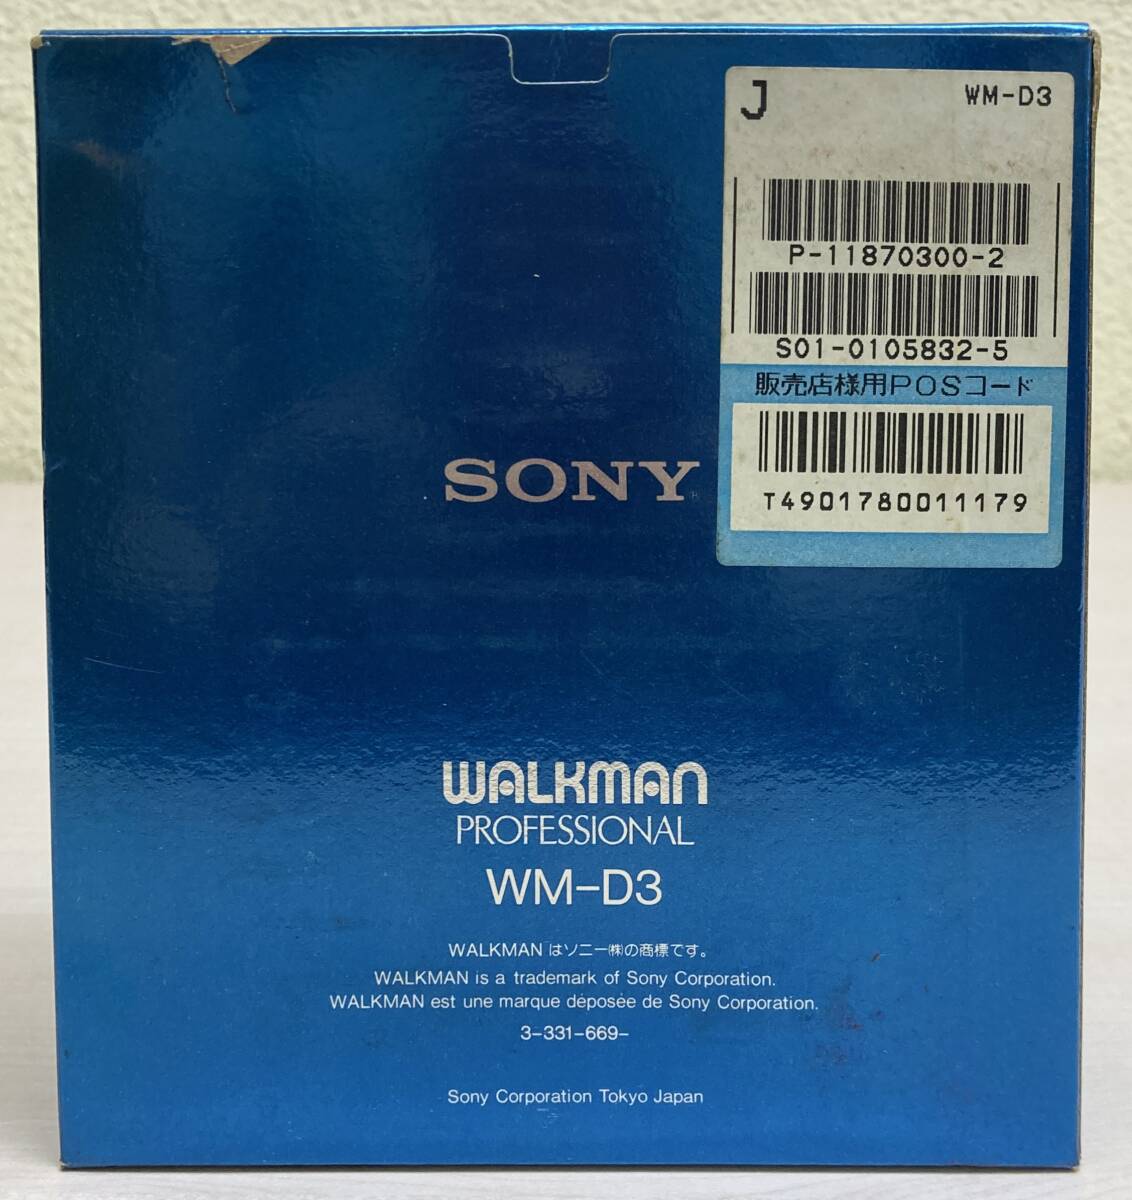 J WM-D3
P-11870300-2
S01-0105832-5
販売店様用POSコード
T4901780011179
SONY®
WALKMAN
PROFESSIONAL
WM-D3
WALKMAN はソニー㈱の商標です。
WALKMAN is a trademark of Sony Corporation.
WALKMAN est une marque déposée de Sony Corporation.
3-331-669-
Sony Corporation Tokyo Japan